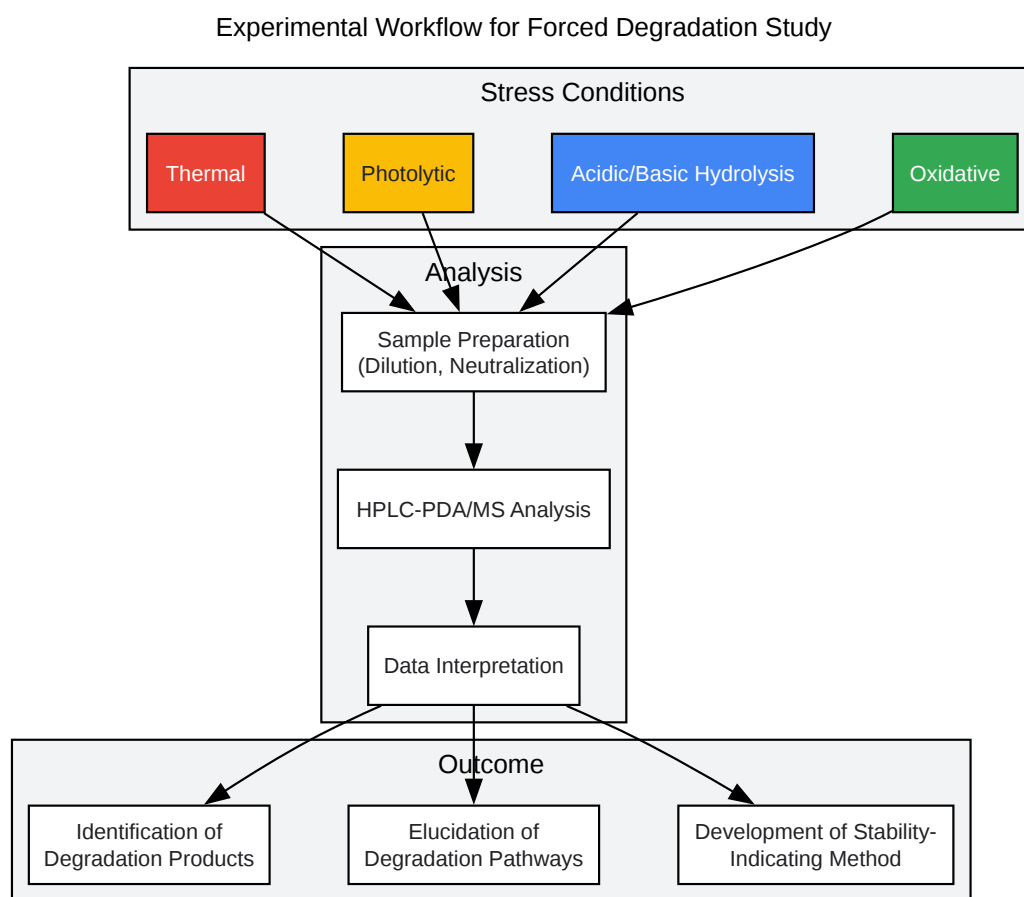 Experimental Workflow for Forced Degradation Study
Stress Conditions
Thermal
Photolytic
Acidic/Basic Hydrolysis
Oxidative
Analysis
Sample Preparation
(Dilution, Neutralization)
HPLC-PDA/MS Analysis
Data Interpretation
Outcome
Identification of
Degradation Products
Elucidation of
Degradation Pathways
Development of Stability-
Indicating Method